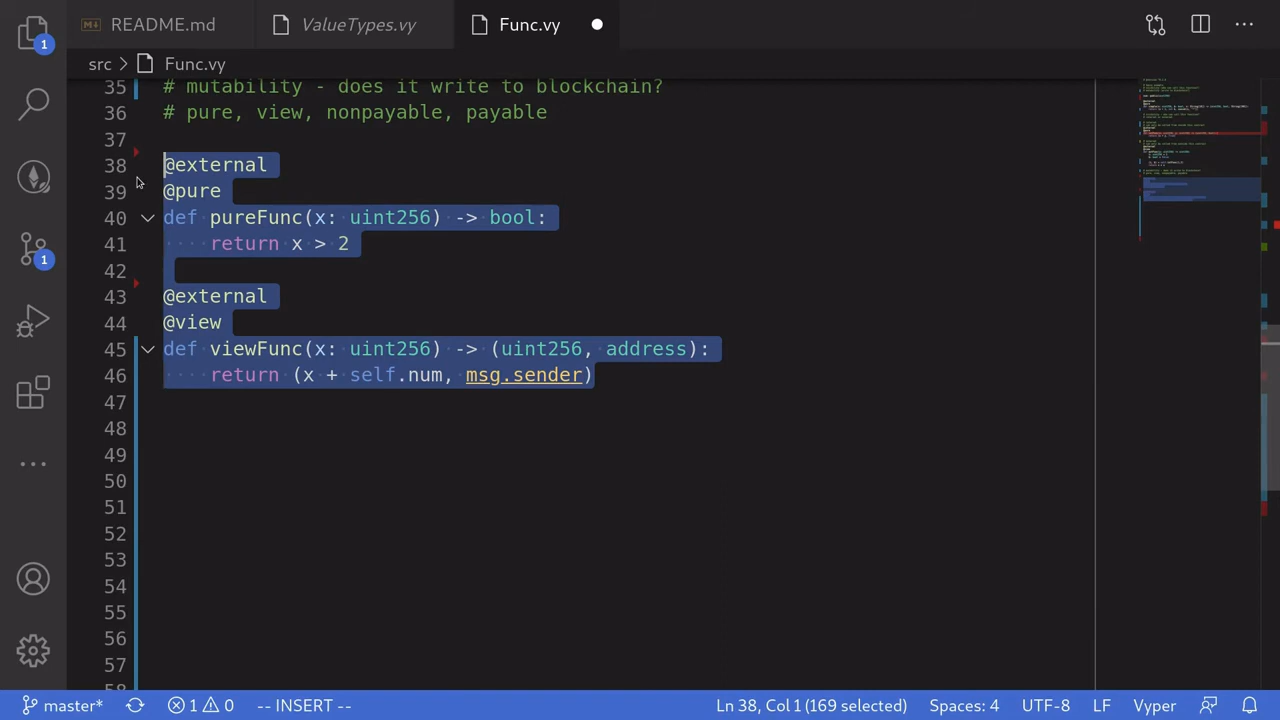 README.md ValueTypes.vy Func.vy
src > Func.vy
35 # mutability - does it write to blockchain?
36 # pure, view, nonpayable, payable
37
38 @external
39 @pure
40 def pureFunc(x: uint256) -> bool:
41 return x > 2
42
43 @external
44 @view
45 def viewFunc(x: uint256) -> (uint256, address):
46 return (x + self.num, msg.sender)
47
48
49
50
51
52
53
54
55
56
57
58
1
1
master* 1 0 -- INSERT -- Ln 38, Col 1 (169 selected) Spaces: 4 UTF-8 LF Vyper